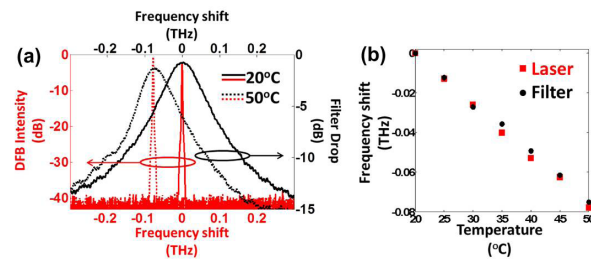 Frequency shift
(THz)
-0.2 -0.1 0 0.1 0.2
(a)
0
-10
-20
-30
-40
DFB Intensity
(dB)
20°C
50°C
0
-5
-10
-15
Filter Drop
(dB)
-0.2 -0.1 0 0.1 0.2
Frequency shift
(THz)
(b)
0
-0.02
-0.04
-0.06
-0.08
Frequency shift
(THz)
Laser
Filter
20 25 30 35 40 45 50
Temperature
(°C)